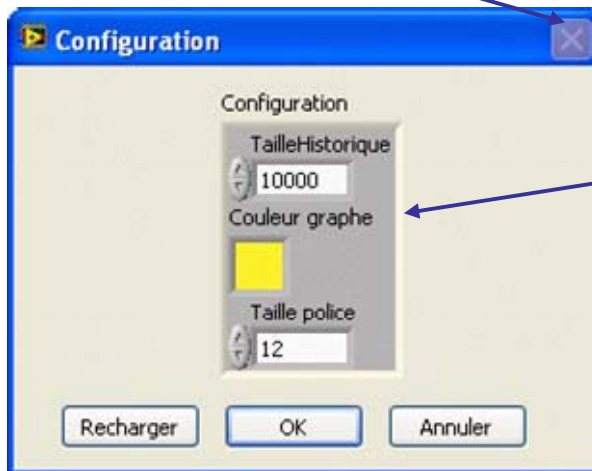 Configuration
Configuration
TailleHistorique
10000
Couleur graphe
Taille police
12
Recharger
OK
Annuler